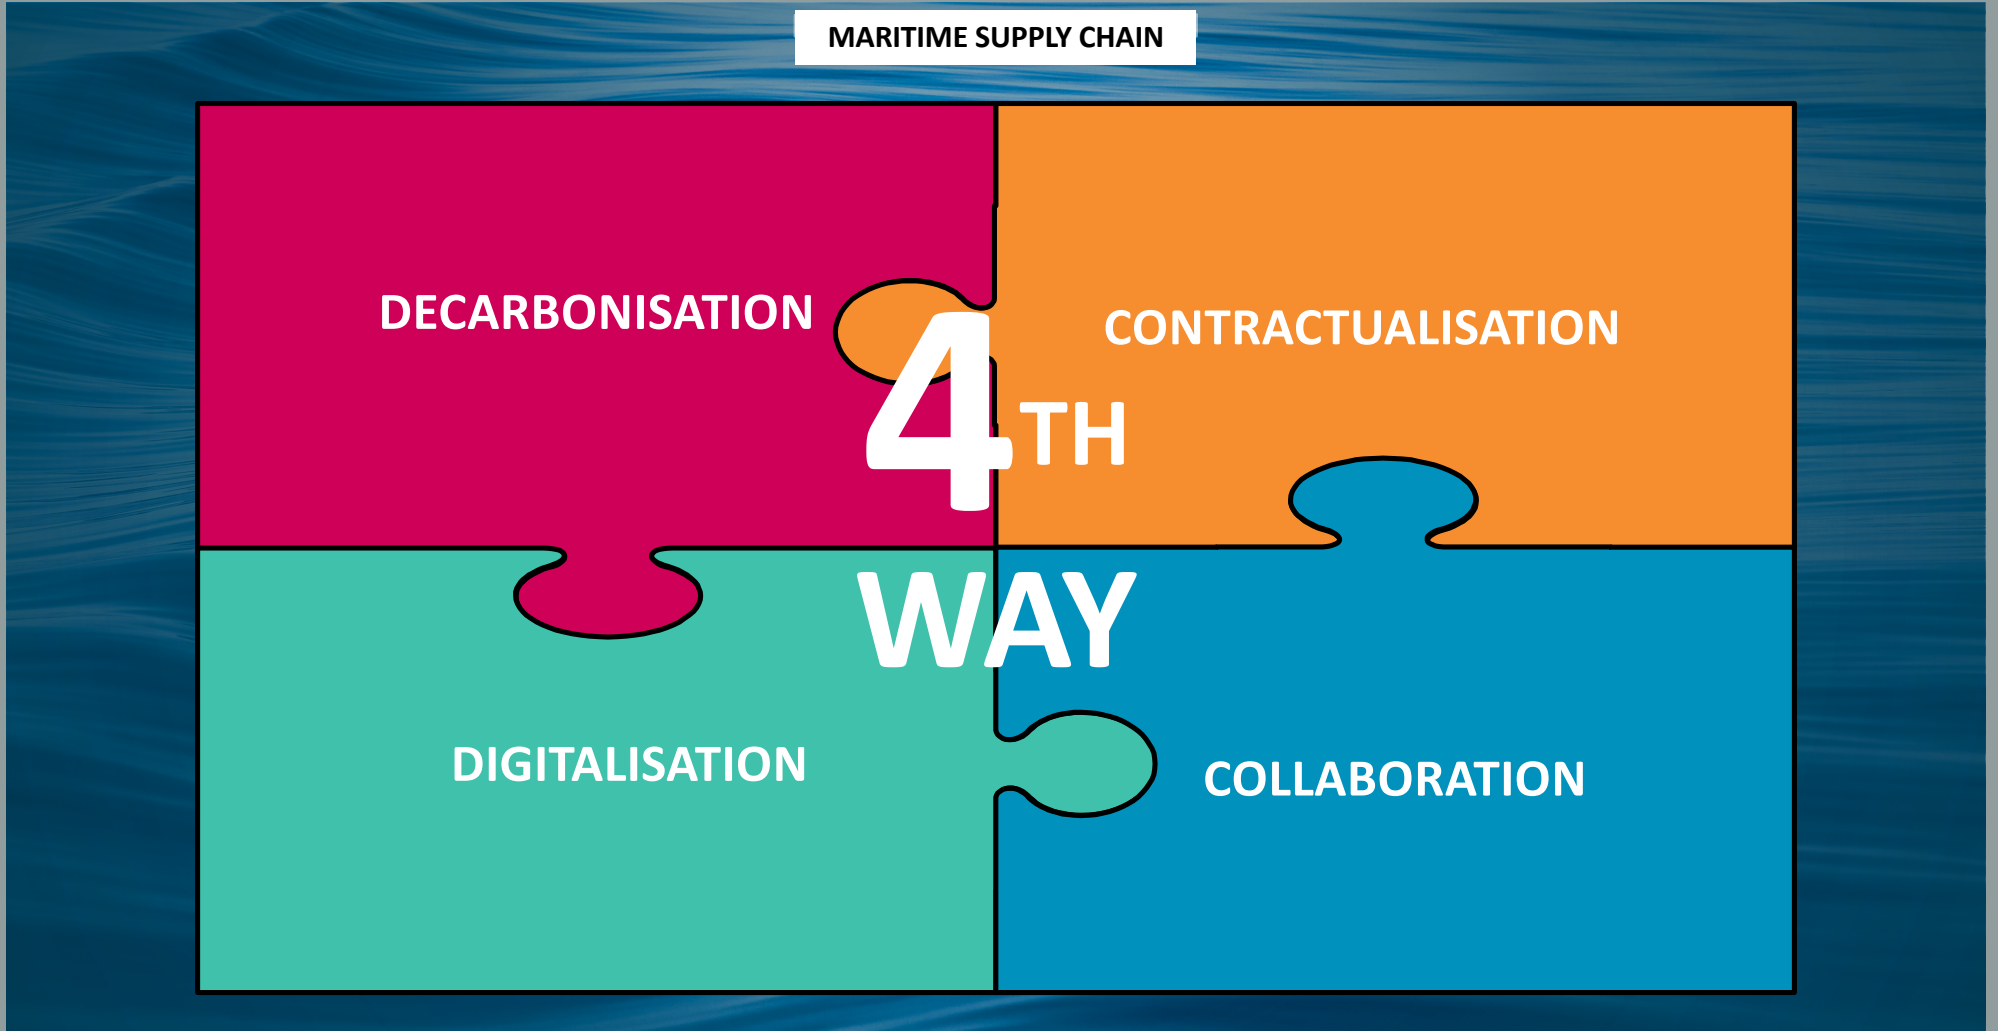 MARITIME SUPPLY CHAIN
DECARBONISATION
CONTRACTUALISATION
4TH
WAY
DIGITALISATION
COLLABORATION